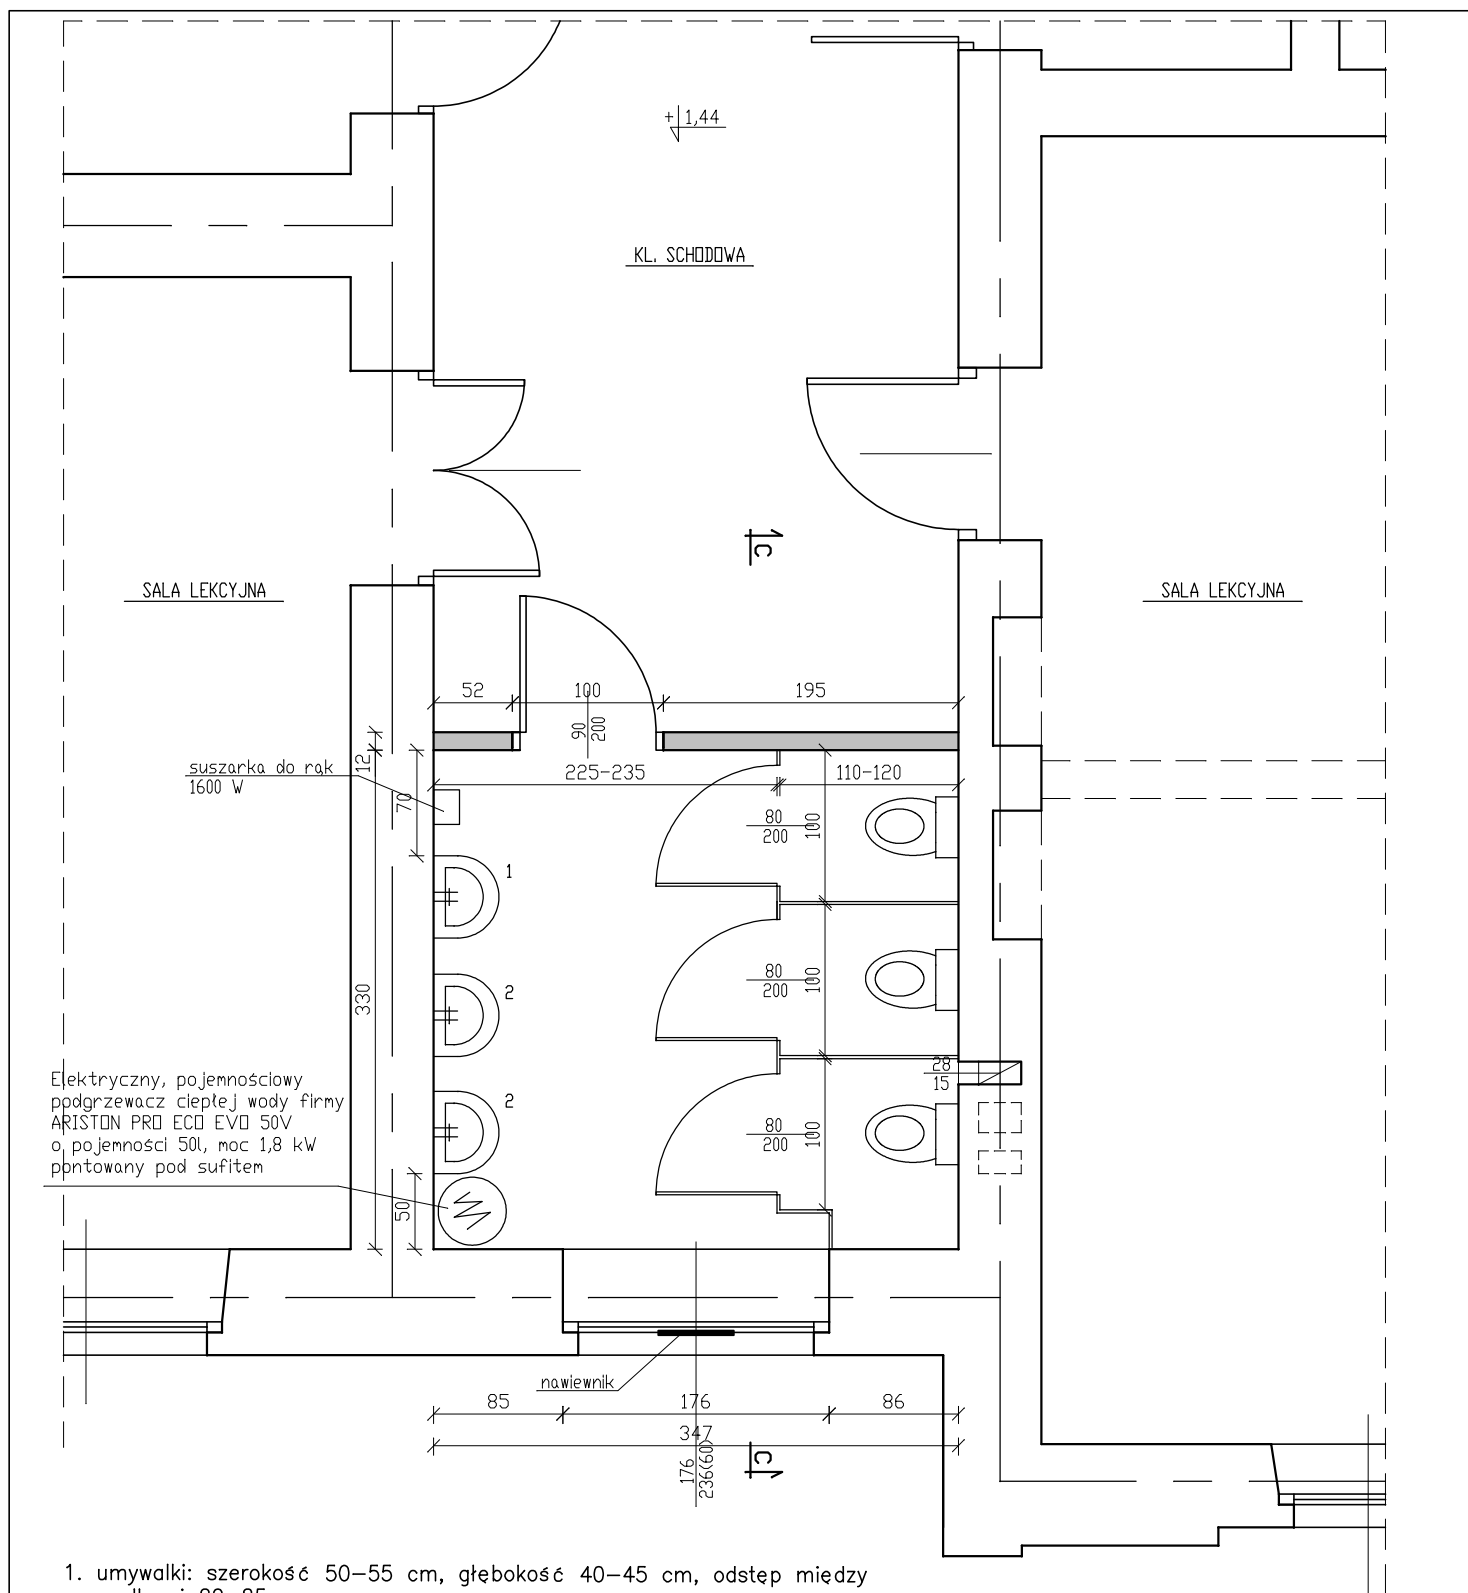 + 1,44
KL. SCHODOWA
C
SALA LEKCYJNA
SALA LEKCYJNA
52
100
195
90
200
12
suszarka do rąk
1600 W
225-235
110-120
70
80
200
100
1
80
200
100
2
330
28
15
Elektryczny, pojemnościowy
podgrzewacz ciepłej wody firmy
ARISTON PRO ECO EVO 50V
o pojemności 50l, moc 1,8 kW
pontowany pod sufitem
2
80
200
100
50
nawiewnik
85
176
86
347
176
236(60)
C
1. umywalki: szerokość 50-55 cm, głębokość 40-45 cm, odstęp między